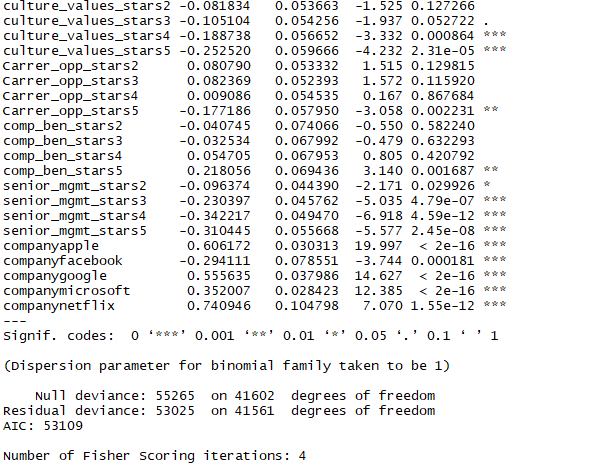 culture_values_stars2 -0.081834 0.053663 -1.525 0.127266
culture_values_stars3 -0.105104 0.054256 -1.937 0.052722 .
culture_values_stars4 -0.188738 0.056652 -3.332 0.000864 ***
culture_values_stars5 -0.252520 0.059666 -4.232 2.31e-05 ***
Carrer_opp_stars2 0.080790 0.053332 1.515 0.129815
Carrer_opp_stars3 0.082369 0.052393 1.572 0.115920
Carrer_opp_stars4 0.009086 0.054535 0.167 0.867684
Carrer_opp_stars5 -0.177186 0.057950 -3.058 0.002231 **
comp_ben_stars2 -0.040745 0.074066 -0.550 0.582240
comp_ben_stars3 -0.032534 0.067992 -0.479 0.632293
comp_ben_stars4 0.054705 0.067953 0.805 0.420792
comp_ben_stars5 0.218056 0.069436 3.140 0.001687 **
senior_mgmt_stars2 -0.096374 0.044390 -2.171 0.029926 *
senior_mgmt_stars3 -0.230397 0.045762 -5.035 4.79e-07 ***
senior_mgmt_stars4 -0.342217 0.049470 -6.918 4.59e-12 ***
senior_mgmt_stars5 -0.310445 0.055668 -5.577 2.45e-08 ***
companyapple 0.606172 0.030313 19.997 < 2e-16 ***
companyfacebook -0.294111 0.078551 -3.744 0.000181 ***
companygoogle 0.555635 0.037986 14.627 < 2e-16 ***
companymicrosoft 0.352007 0.028423 12.385 < 2e-16 ***
companynetflix 0.740946 0.104798 7.070 1.55e-12 ***
---
Signif. codes: 0 ‘***’ 0.001 ‘**’ 0.01 ‘*’ 0.05 ‘.’ 0.1 ‘ ’ 1
(Dispersion parameter for binomial family taken to be 1)
Null deviance: 55265 on 41602 degrees of freedom
Residual deviance: 53025 on 41561 degrees of freedom
AIC: 53109
Number of Fisher Scoring iterations: 4